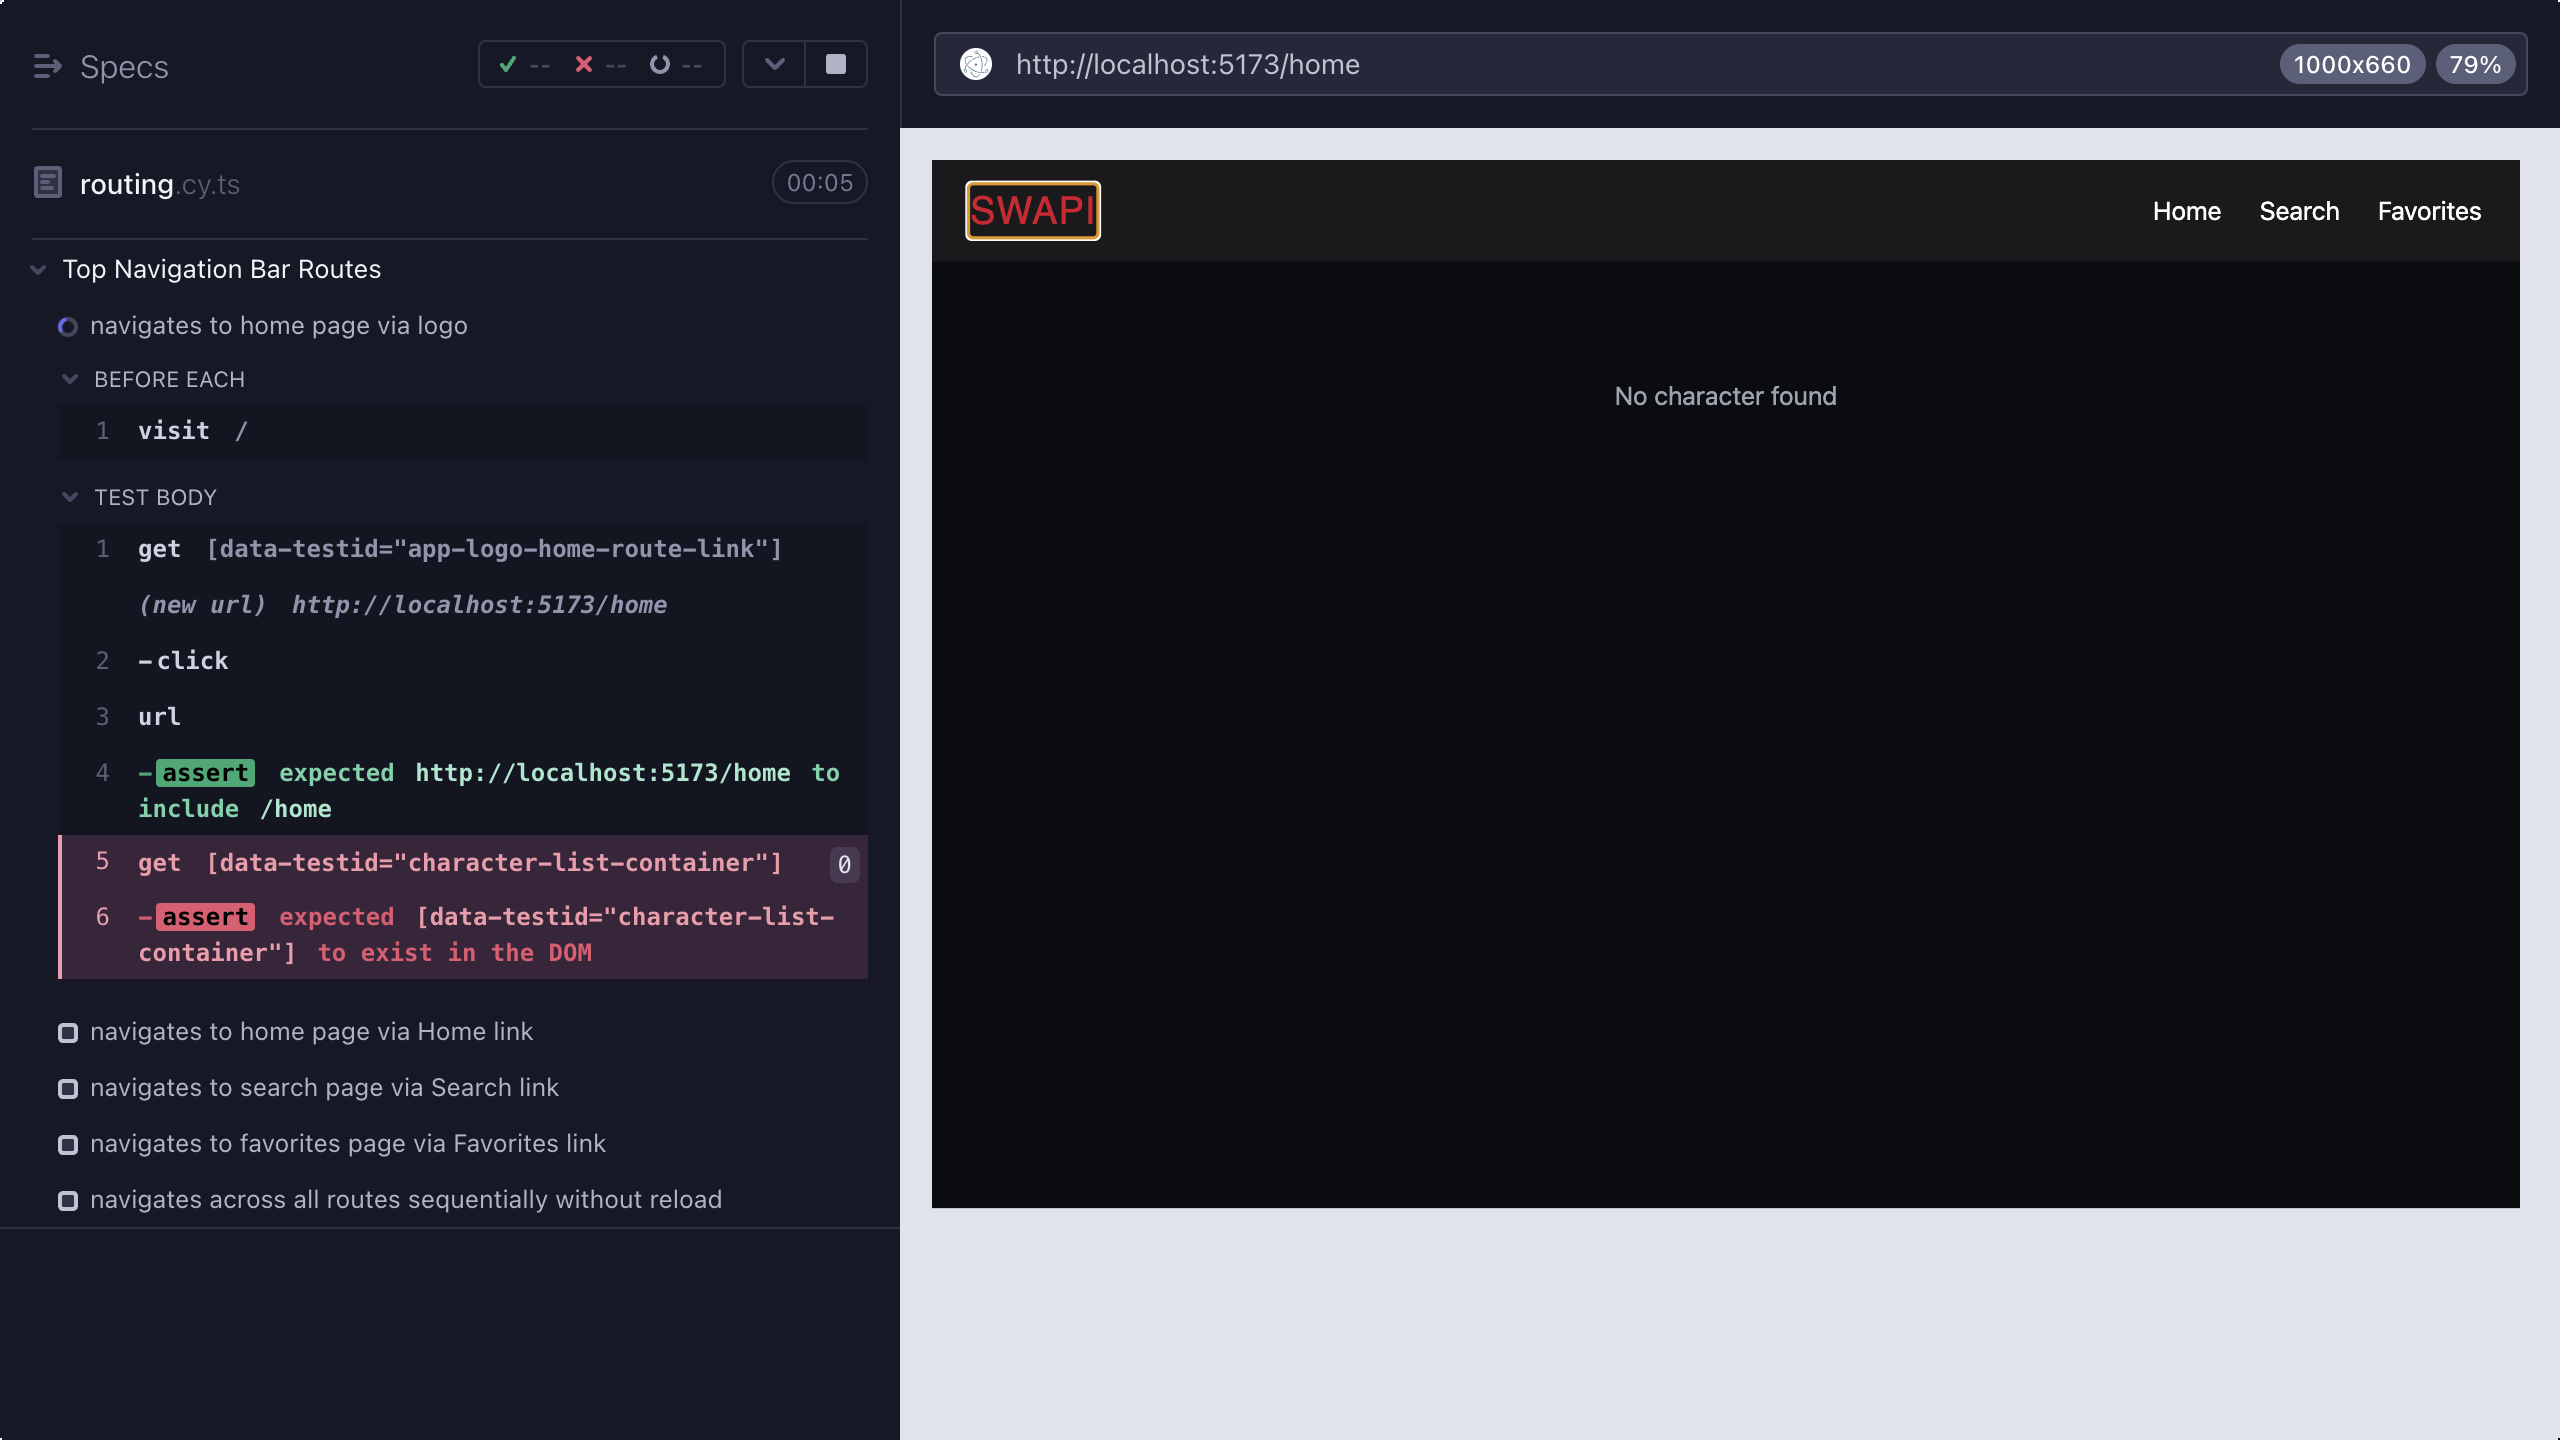 Specs
-- -- --
routing.cy.ts
00:05
Top Navigation Bar Routes
navigates to home page via logo
BEFORE EACH
1 visit /
TEST BODY
1 get [data-testid="app-logo-home-route-link"]
(new url) http://localhost:5173/home
2 -click
3 url
4 -assert expected http://localhost:5173/home to
include /home
5 get [data-testid="character-list-container"] 0
6 -assert expected [data-testid="character-list-
container"] to exist in the DOM
navigates to home page via Home link
navigates to search page via Search link
navigates to favorites page via Favorites link
navigates across all routes sequentially without reload
http://localhost:5173/home
1000x660 79%
SWAPI
Home Search Favorites
No character found